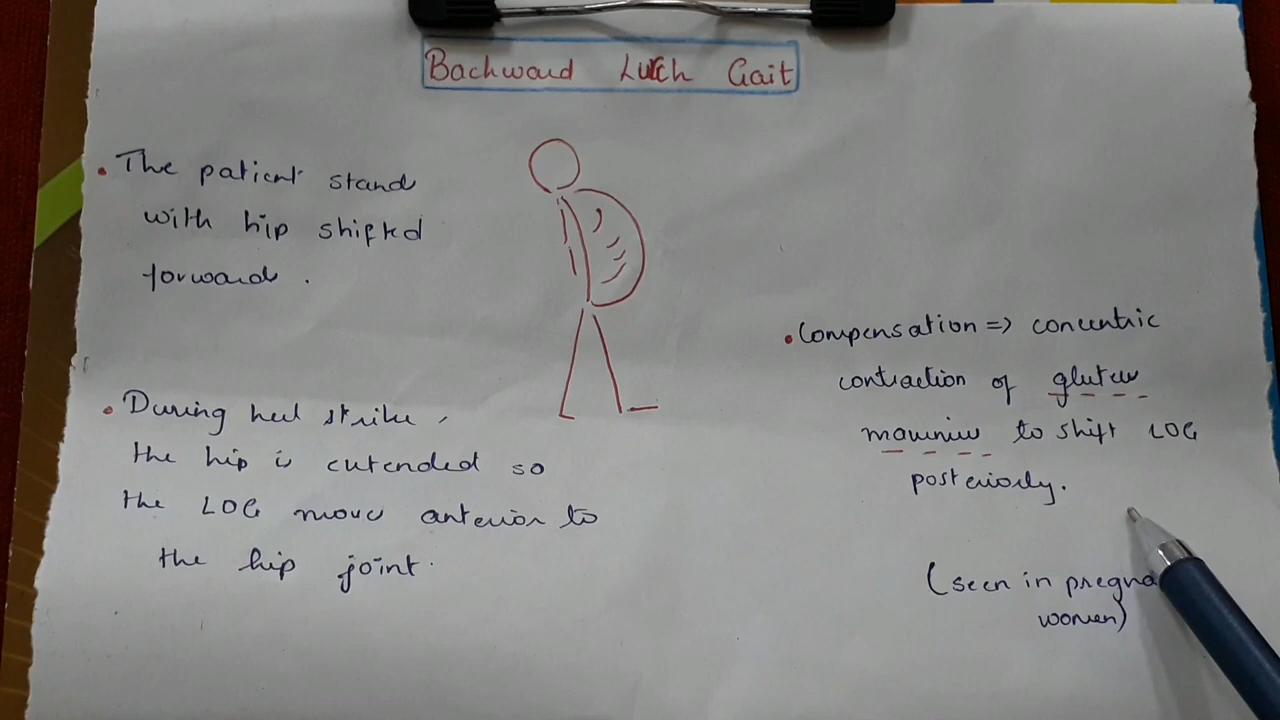 Backward Lurch Gait
• The patient stand
with hip shifted
forward.
• During heel strike,
the hip is extended so
the LOG move anterior to
the hip joint.
• Compensation => concentric
contraction of gluteus
maximus to shift LOG
posteriorly.
(seen in pregna
women)